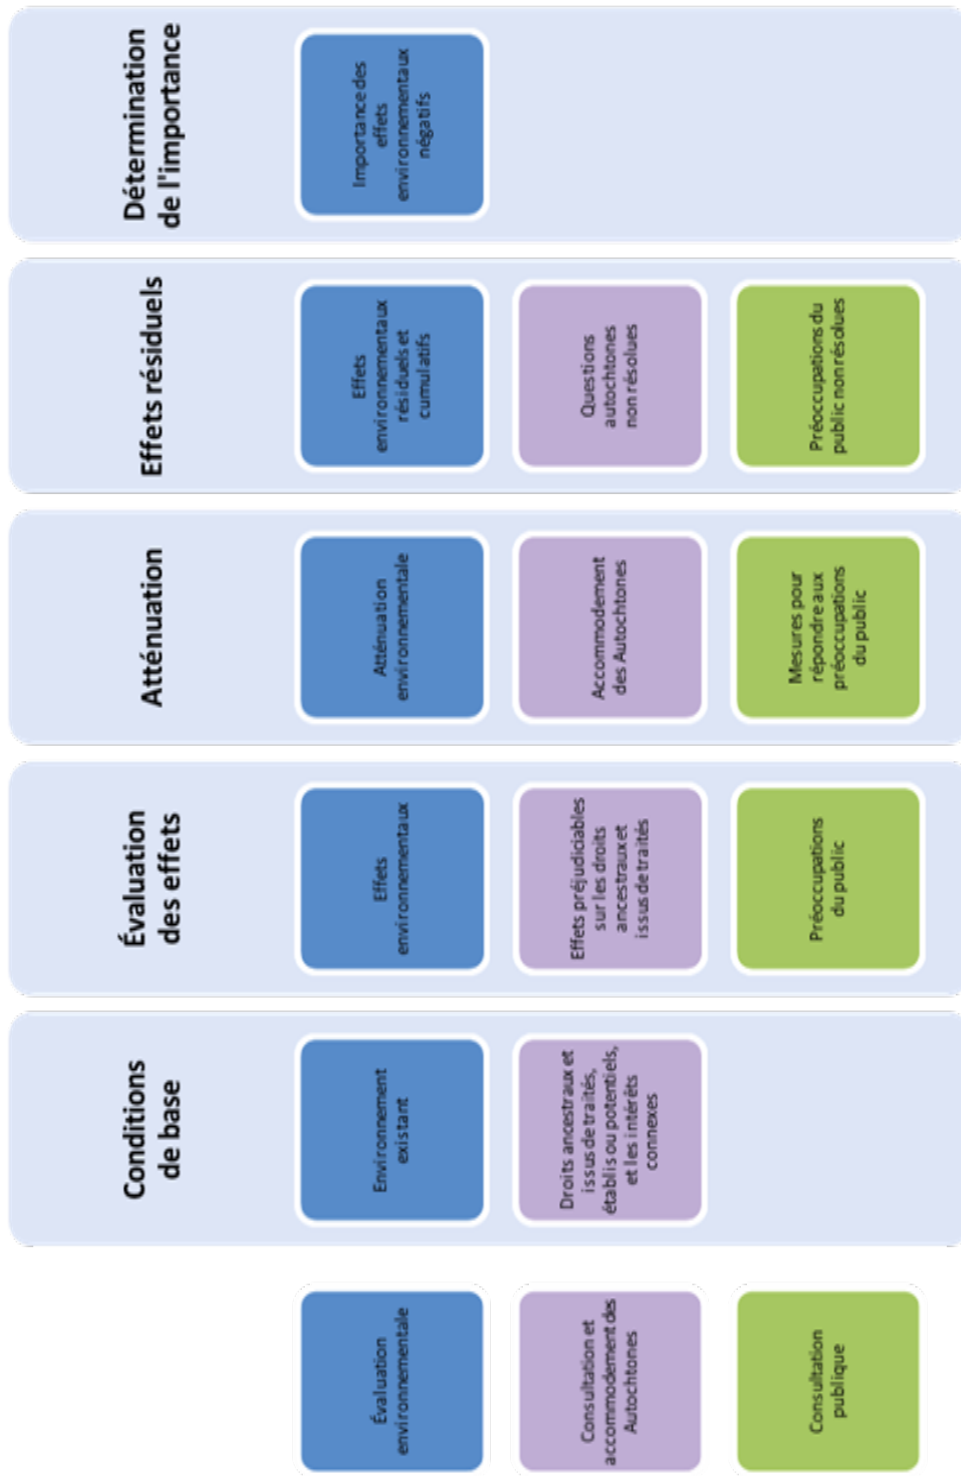 Conditions
de base
Évaluation
des effets
Atténuation
Effets résiduels
Détermination
de l'importance
Évaluation
environnementale
Environnement
existant
Effets
environnementaux
Atténuation
environnementale
Effets
environnementaux
résiduels et
cumulatifs
Importance des
effets
environnementaux
négatifs
Consultation et
accommodement des
Autochtones
Droits ancestraux et
issus de traités,
établis ou potentiels,
et les intérêts
connexes
Effets préjudiciables
sur les droits
ancestraux et
issus de traités
Accommodement
des Autochtones
Questions
autochtones
non résolues
Consultation
publique
Préoccupations
du public
Mesures pour
répondre aux
préoccupations
du public
Préoccupations du
public non résolues